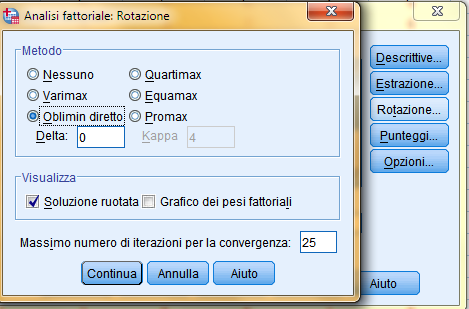 Analisi fattoriale: Rotazione
Metodo
Nessuno Quartimax
Varimax Equamax
Oblimin diretto Promax
Delta: 0 Kappa 4
Visualizza
Soluzione ruotata Grafico dei pesi fattoriali
Massimo numero di iterazioni per la convergenza: 25
Continua Annulla Aiuto
Descrittive...
Estrazione...
Rotazione...
Punteggi...
Opzioni...
Aiuto